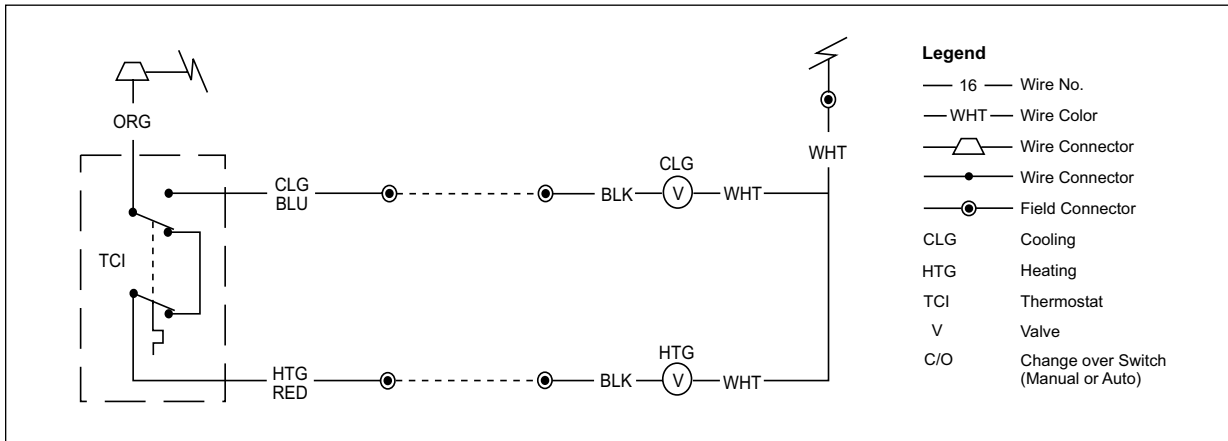 ORG
TCI
CLG
BLU
BLK
CLG
V
WHT
WHT
HTG
RED
BLK
HTG
V
WHT
Legend
16 Wire No.
WHT Wire Color
Wire Connector
Wire Connector
Field Connector
CLG Cooling
HTG Heating
TCI Thermostat
V Valve
C/O Change over Switch
(Manual or Auto)